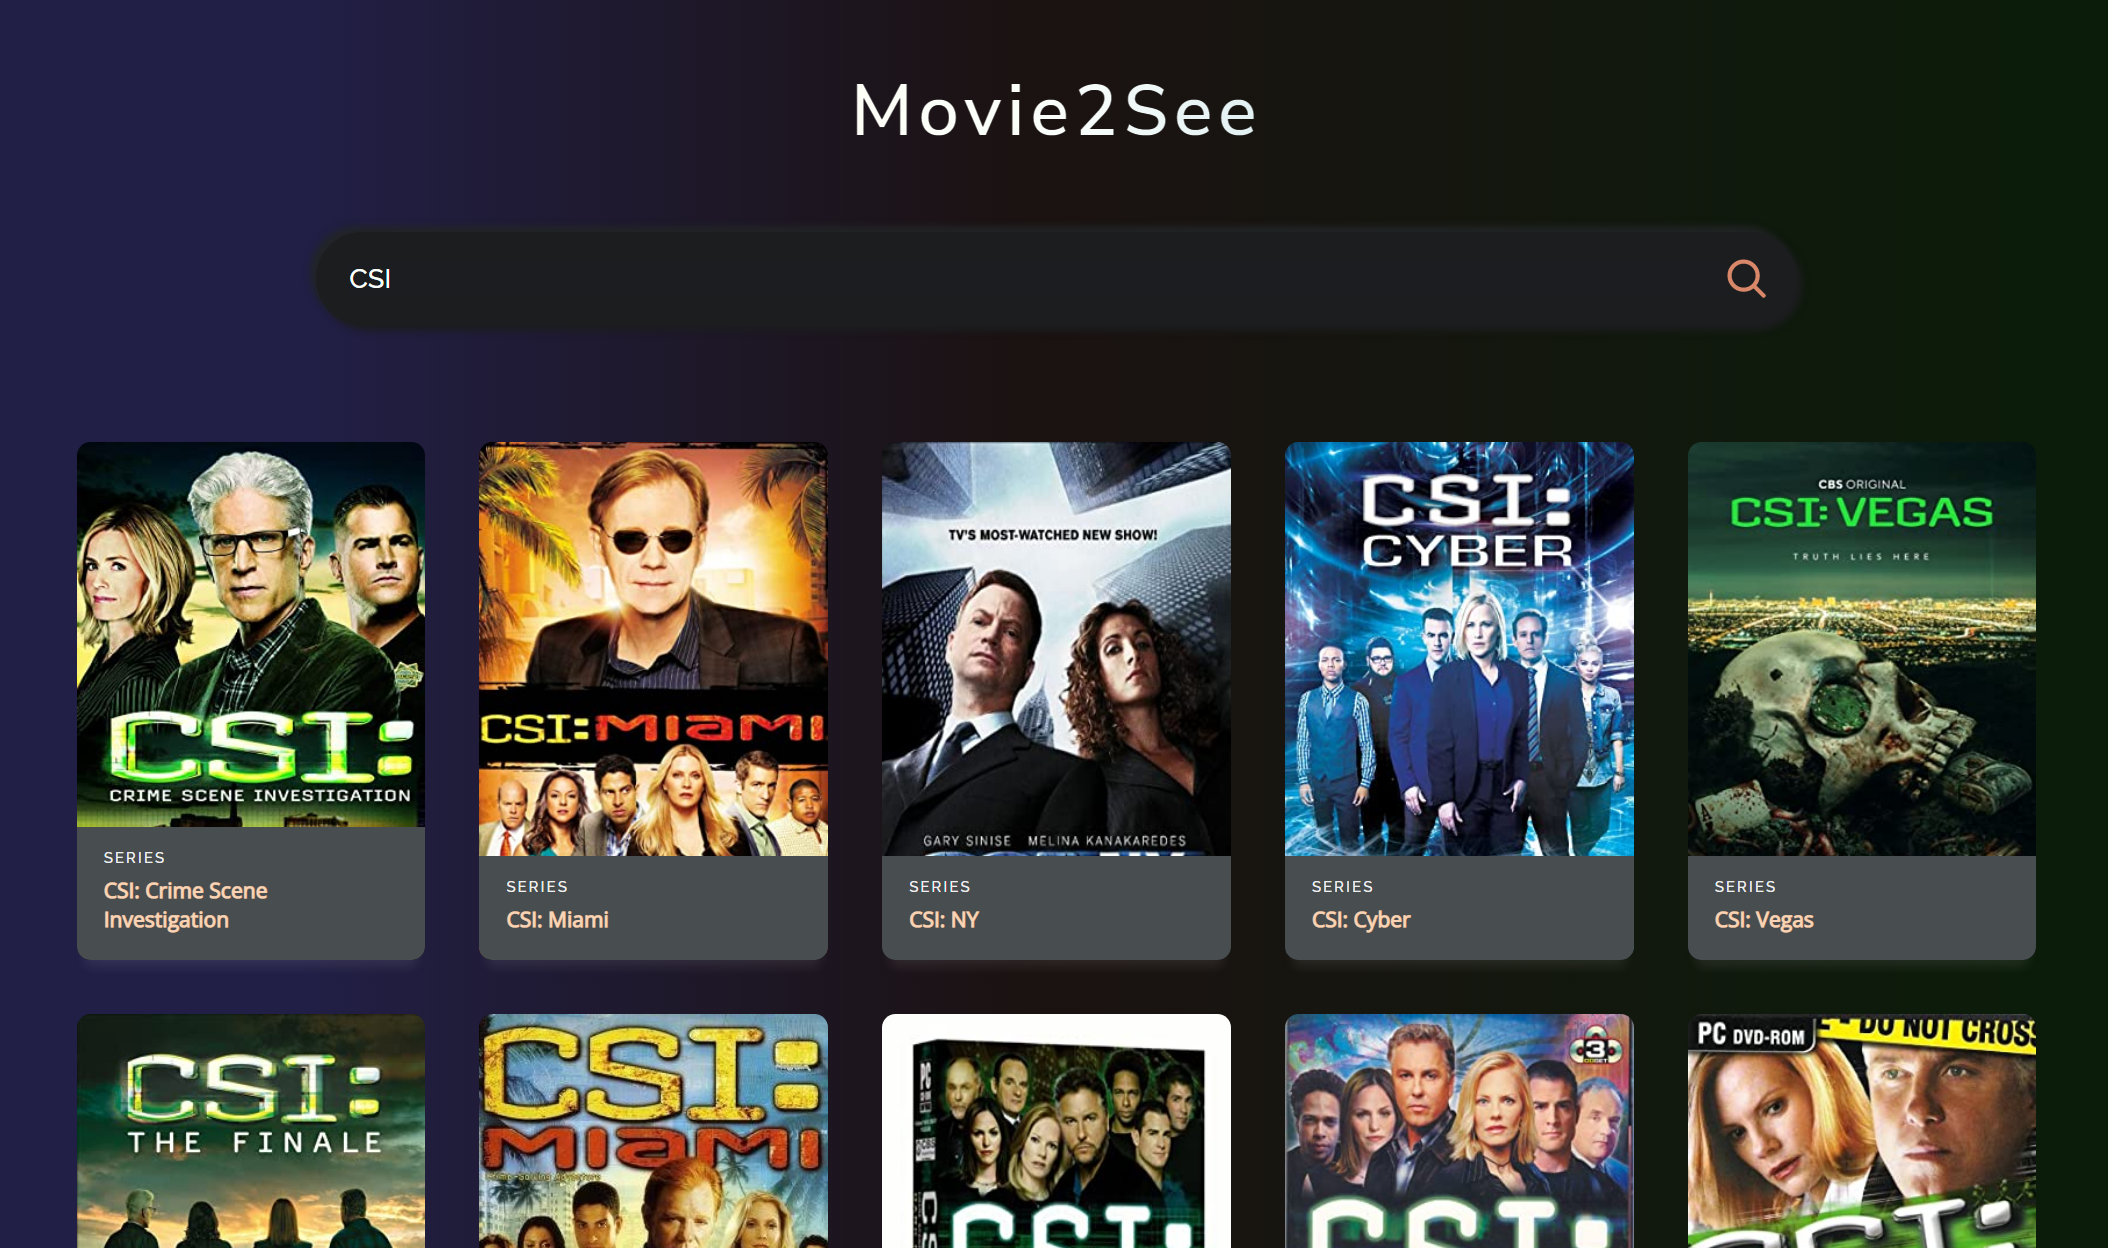 Movie2See
CSI
CSI:
CRIME SCENE INVESTIGATION
SERIES
CSI: Crime Scene
Investigation
CSI: MIAMI
SERIES
CSI: Miami
TV'S MOST-WATCHED NEW SHOW!
GARY SINISE MELINA KANAKAREDES
SERIES
CSI: NY
CSI:
CYBER
SERIES
CSI: Cyber
CBS ORIGINAL
CSI: VEGAS
TRUTH LIES HERE
SERIES
CSI: Vegas
CSI:
THE FINALE
CSI:
MIAMI
PC
CSI:
3
CSI:
PC DVD-ROM
DO NOT CROSS
CSI: